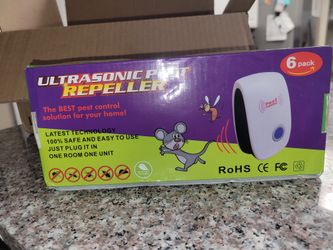 ULTRASONIC PEST
REPELLER
6 pack
The BEST pest control
solution for your home!
LATEST TECHNOLOGY
100% SAFE AND EASY TO USE
JUST PLUG IT IN
ONE ROOM ONE UNIT
RoHS CE FC